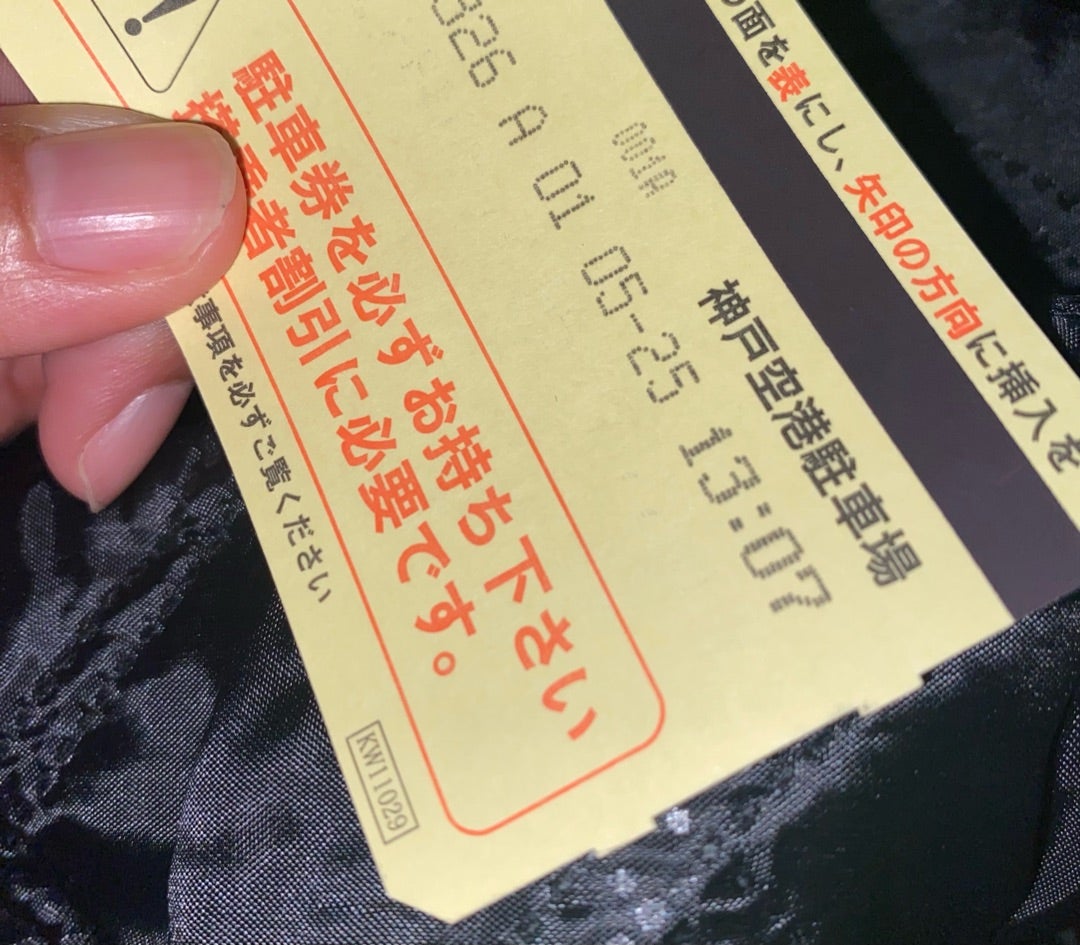 の面を表にし、矢印の方向に挿入を
神戸空港駐車場
001A
326 A 01 05-25 13:07
!
駐車券を必ずお持ち下さい
搭乗者割引に必要です。
事項を必ずご覧ください
KW11029